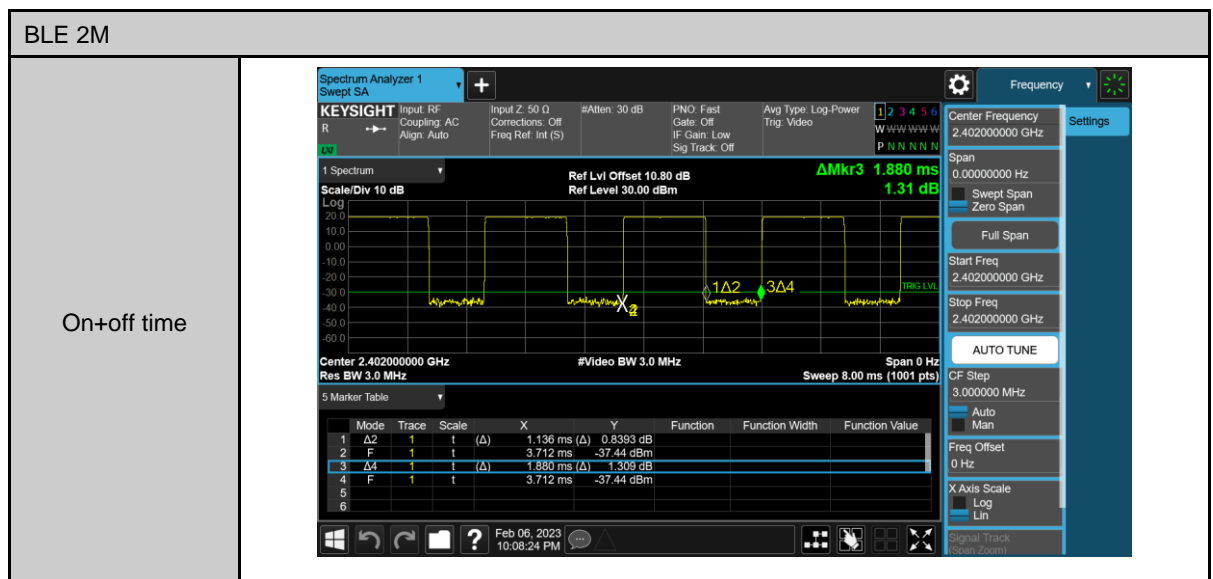 BLE 2M
On+off time
Spectrum Analyzer 1
Swept SA
+
Frequency
KEYSIGHT
R
LXI
Input: RF
Coupling: AC
Align: Auto
Input Z: 50 Ω
Corrections: Off
Freq Ref: Int (S)
#Atten: 30 dB
PNO: Fast
Gate: Off
IF Gain: Low
Sig Track: Off
Avg Type: Log-Power
Trig: Video
1 2 3 4 5 6
W W W W W W
P N N N N N
1 Spectrum
Scale/Div 10 dB
Ref Lvl Offset 10.80 dB
Ref Level 30.00 dBm
ΔMkr3 1.880 ms
1.31 dB
Log
20.0
10.0
0.00
-10.0
-20.0
-30.0
-40.0
-50.0
-60.0
1Δ2
3Δ4
TRIG LVL
X
Center 2.402000000 GHz
#Video BW 3.0 MHz
Span 0 Hz
Res BW 3.0 MHz
Sweep 8.00 ms (1001 pts)
5 Marker Table
Mode Trace Scale X Y Function Function Width Function Value
1 Δ2 1 t (Δ) 1.136 ms (Δ) 0.8393 dB
2 F 1 t 3.712 ms -37.44 dBm
3 Δ4 1 t (Δ) 1.880 ms (Δ) 1.309 dB
4 F 1 t 3.712 ms -37.44 dBm
5
6
?
Feb 06, 2023
10:08:24 PM
Center Frequency
2.402000000 GHz
Span
0.00000000 Hz
Swept Span
Zero Span
Full Span
Start Freq
2.402000000 GHz
Stop Freq
2.402000000 GHz
AUTO TUNE
CF Step
3.000000 MHz
Auto
Man
Freq Offset
0 Hz
X Axis Scale
Log
Lin
Signal Track
(Span Zoom)
Settings